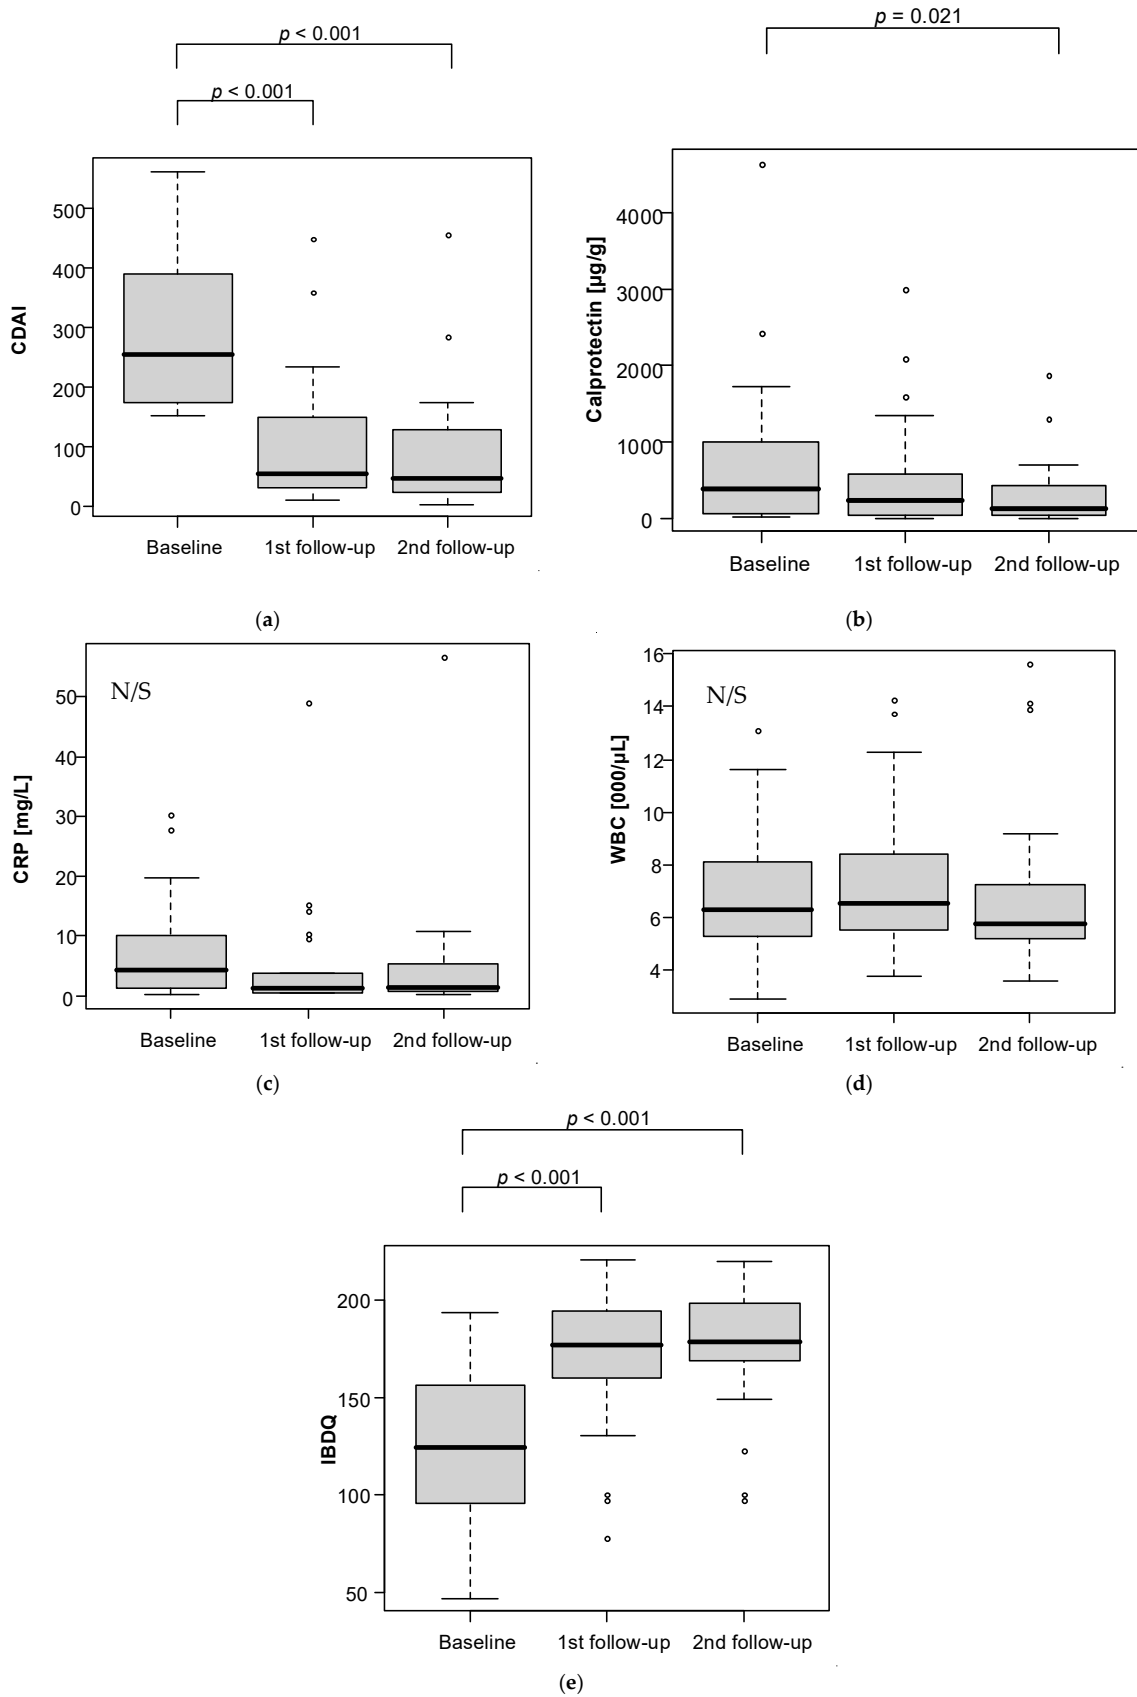 p < 0.001
p < 0.001
CDAI
500
400
300
200
100
0
Baseline 1st follow-up 2nd follow-up
(a)
p = 0.021
Calprotectin [µg/g]
4000
3000
2000
1000
0
Baseline 1st follow-up 2nd follow-up
(b)
N/S
CRP [mg/L]
50
40
30
20
10
0
Baseline 1st follow-up 2nd follow-up
(c)
N/S
WBC [000/µL]
16
14
12
10
8
6
4
Baseline 1st follow-up 2nd follow-up
(d)
p < 0.001
p < 0.001
IBDQ
200
150
100
50
Baseline 1st follow-up 2nd follow-up
(e)